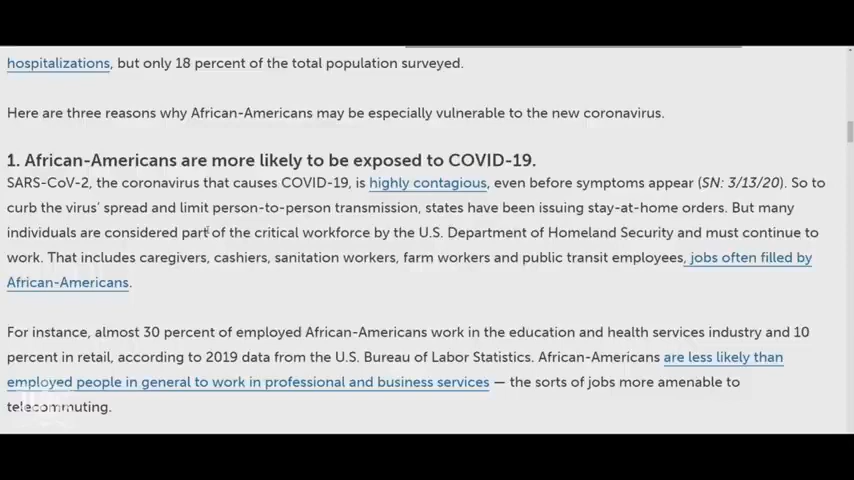 hospitalizations, but only 18 percent of the total population surveyed.
Here are three reasons why African-Americans may be especially vulnerable to the new coronavirus.
1. African-Americans are more likely to be exposed to COVID-19.
SARS-CoV-2, the coronavirus that causes COVID-19, is highly contagious, even before symptoms appear (SN: 3/13/20). So to
curb the virus' spread and limit person-to-person transmission, states have been issuing stay-at-home orders. But many
individuals are considered part of the critical workforce by the U.S. Department of Homeland Security and must continue to
work. That includes caregivers, cashiers, sanitation workers, farm workers and public transit employees, jobs often filled by
African-Americans.
For instance, almost 30 percent of employed African-Americans work in the education and health services industry and 10
percent in retail, according to 2019 data from the U.S. Bureau of Labor Statistics. African-Americans are less likely than
employed people in general to work in professional and business services — the sorts of jobs more amenable to
telecommuting.